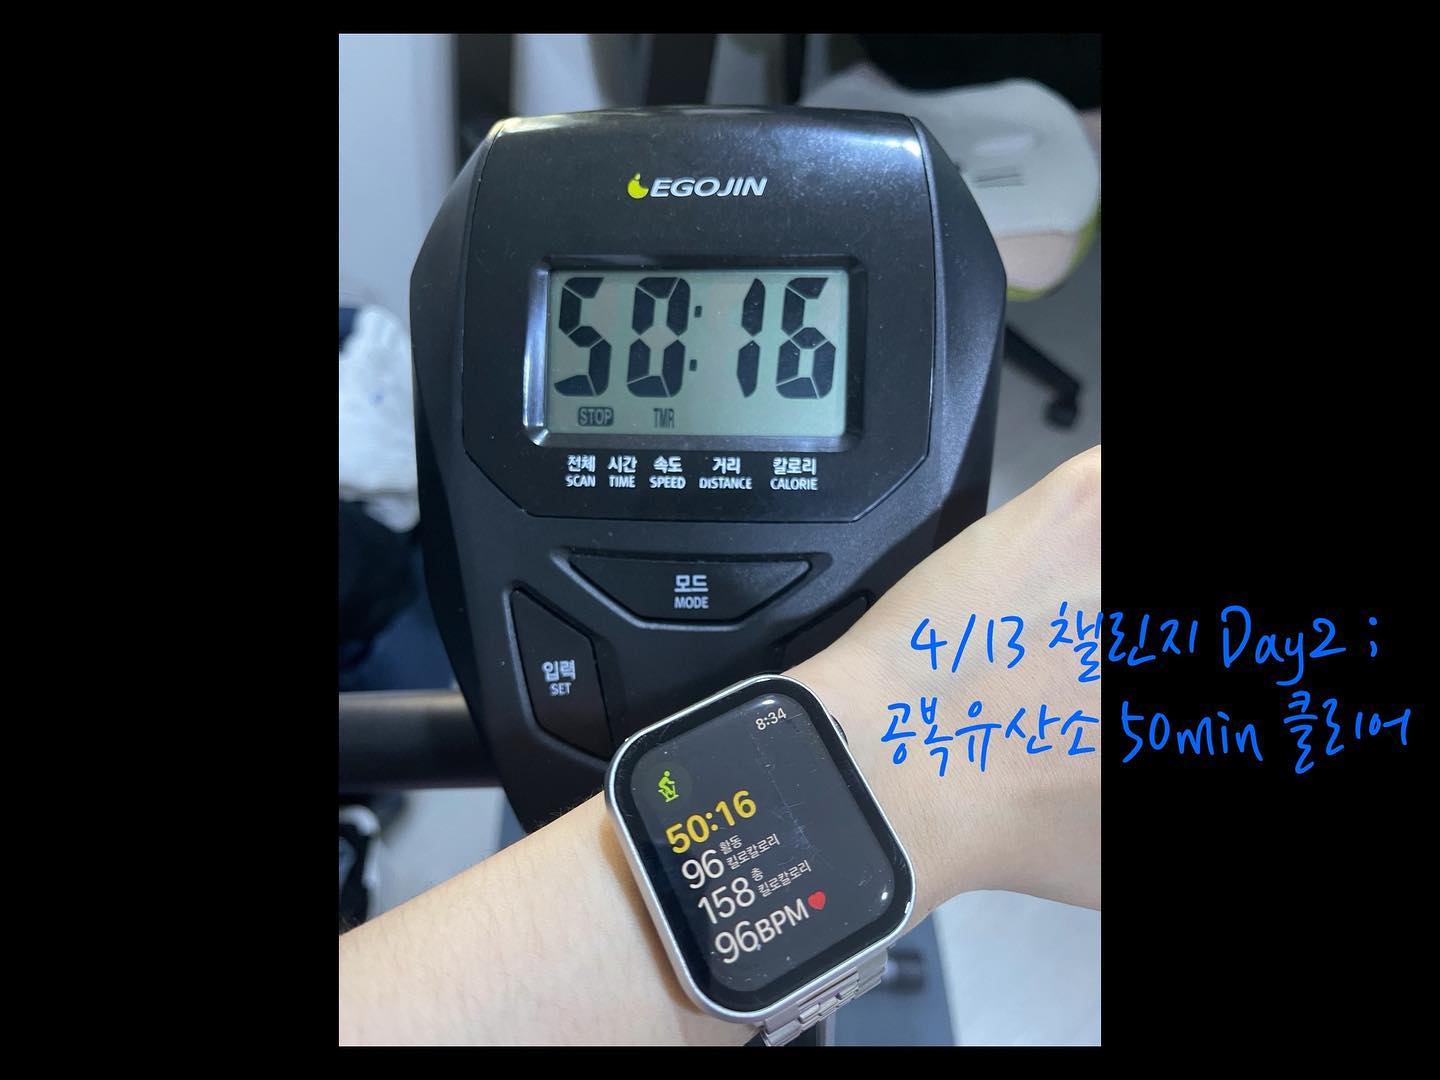 EGOJIN
50:16
STOP TMR
전체 시간 속도 거리 칼로리
SCAN TIME SPEED DISTANCE CALORIE
모드
MODE
입력
SET
4/13 챌린지 Day2 ;
공복유산소 50min 클리어
8:34
50:16
96 활동 킬로칼로리
158 총 킬로칼로리
96BPM